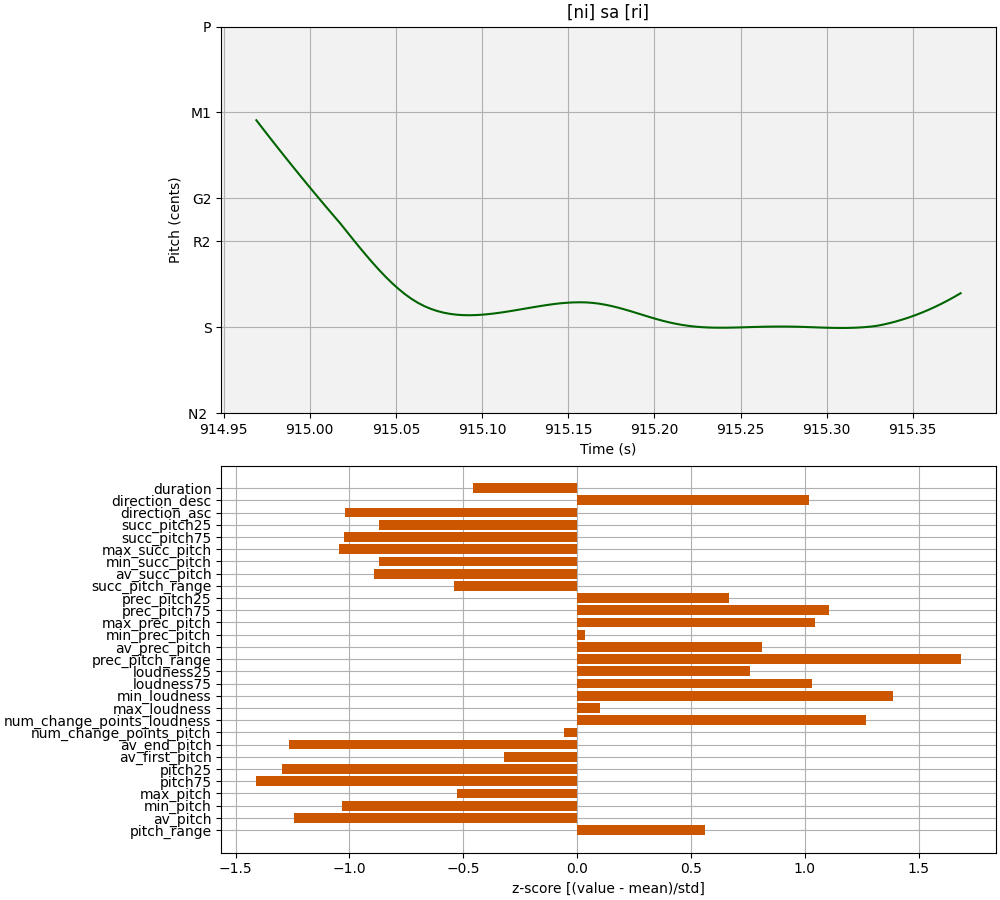 [ni] sa [ri]
P
M1
G2
R2
S
N2
Pitch (cents)
914.95 915.00 915.05 915.10 915.15 915.20 915.25 915.30 915.35
Time (s)
duration
direction_desc
direction_asc
succ_pitch25
succ_pitch75
max_succ_pitch
min_succ_pitch
av_succ_pitch
succ_pitch_range
prec_pitch25
prec_pitch75
max_prec_pitch
min_prec_pitch
av_prec_pitch
prec_pitch_range
loudness25
loudness75
min_loudness
max_loudness
num_change_points_loudness
num_change_points_pitch
av_end_pitch
av_first_pitch
pitch25
pitch75
max_pitch
min_pitch
av_pitch
pitch_range
−1.5 −1.0 −0.5 0.0 0.5 1.0 1.5
z-score [(value - mean)/std]